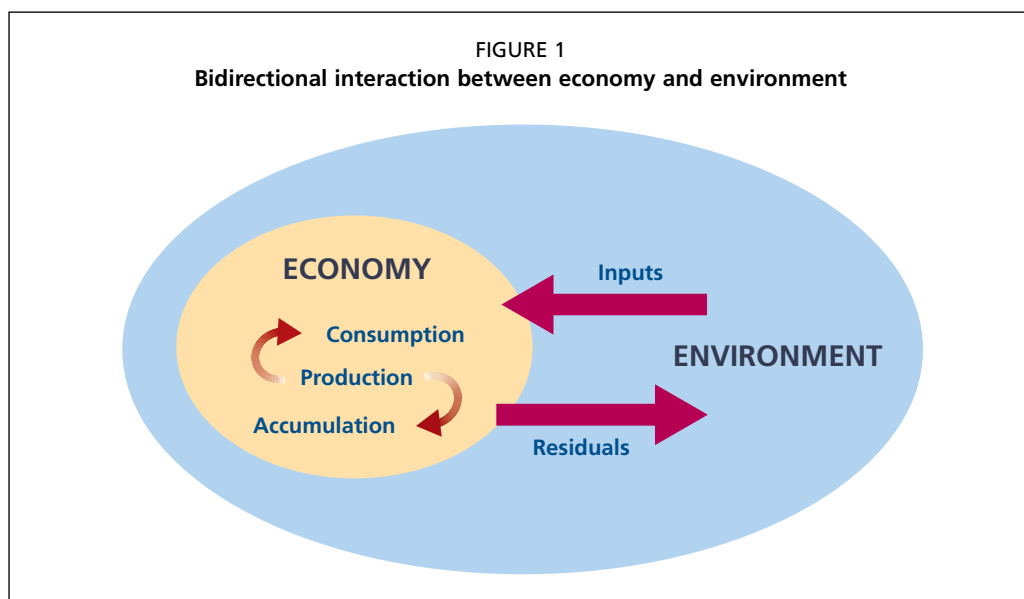 FIGURE 1
Bidirectional interaction between economy and environment
ECONOMY
Inputs
Consumption
ENVIRONMENT
Production
Accumulation
Residuals